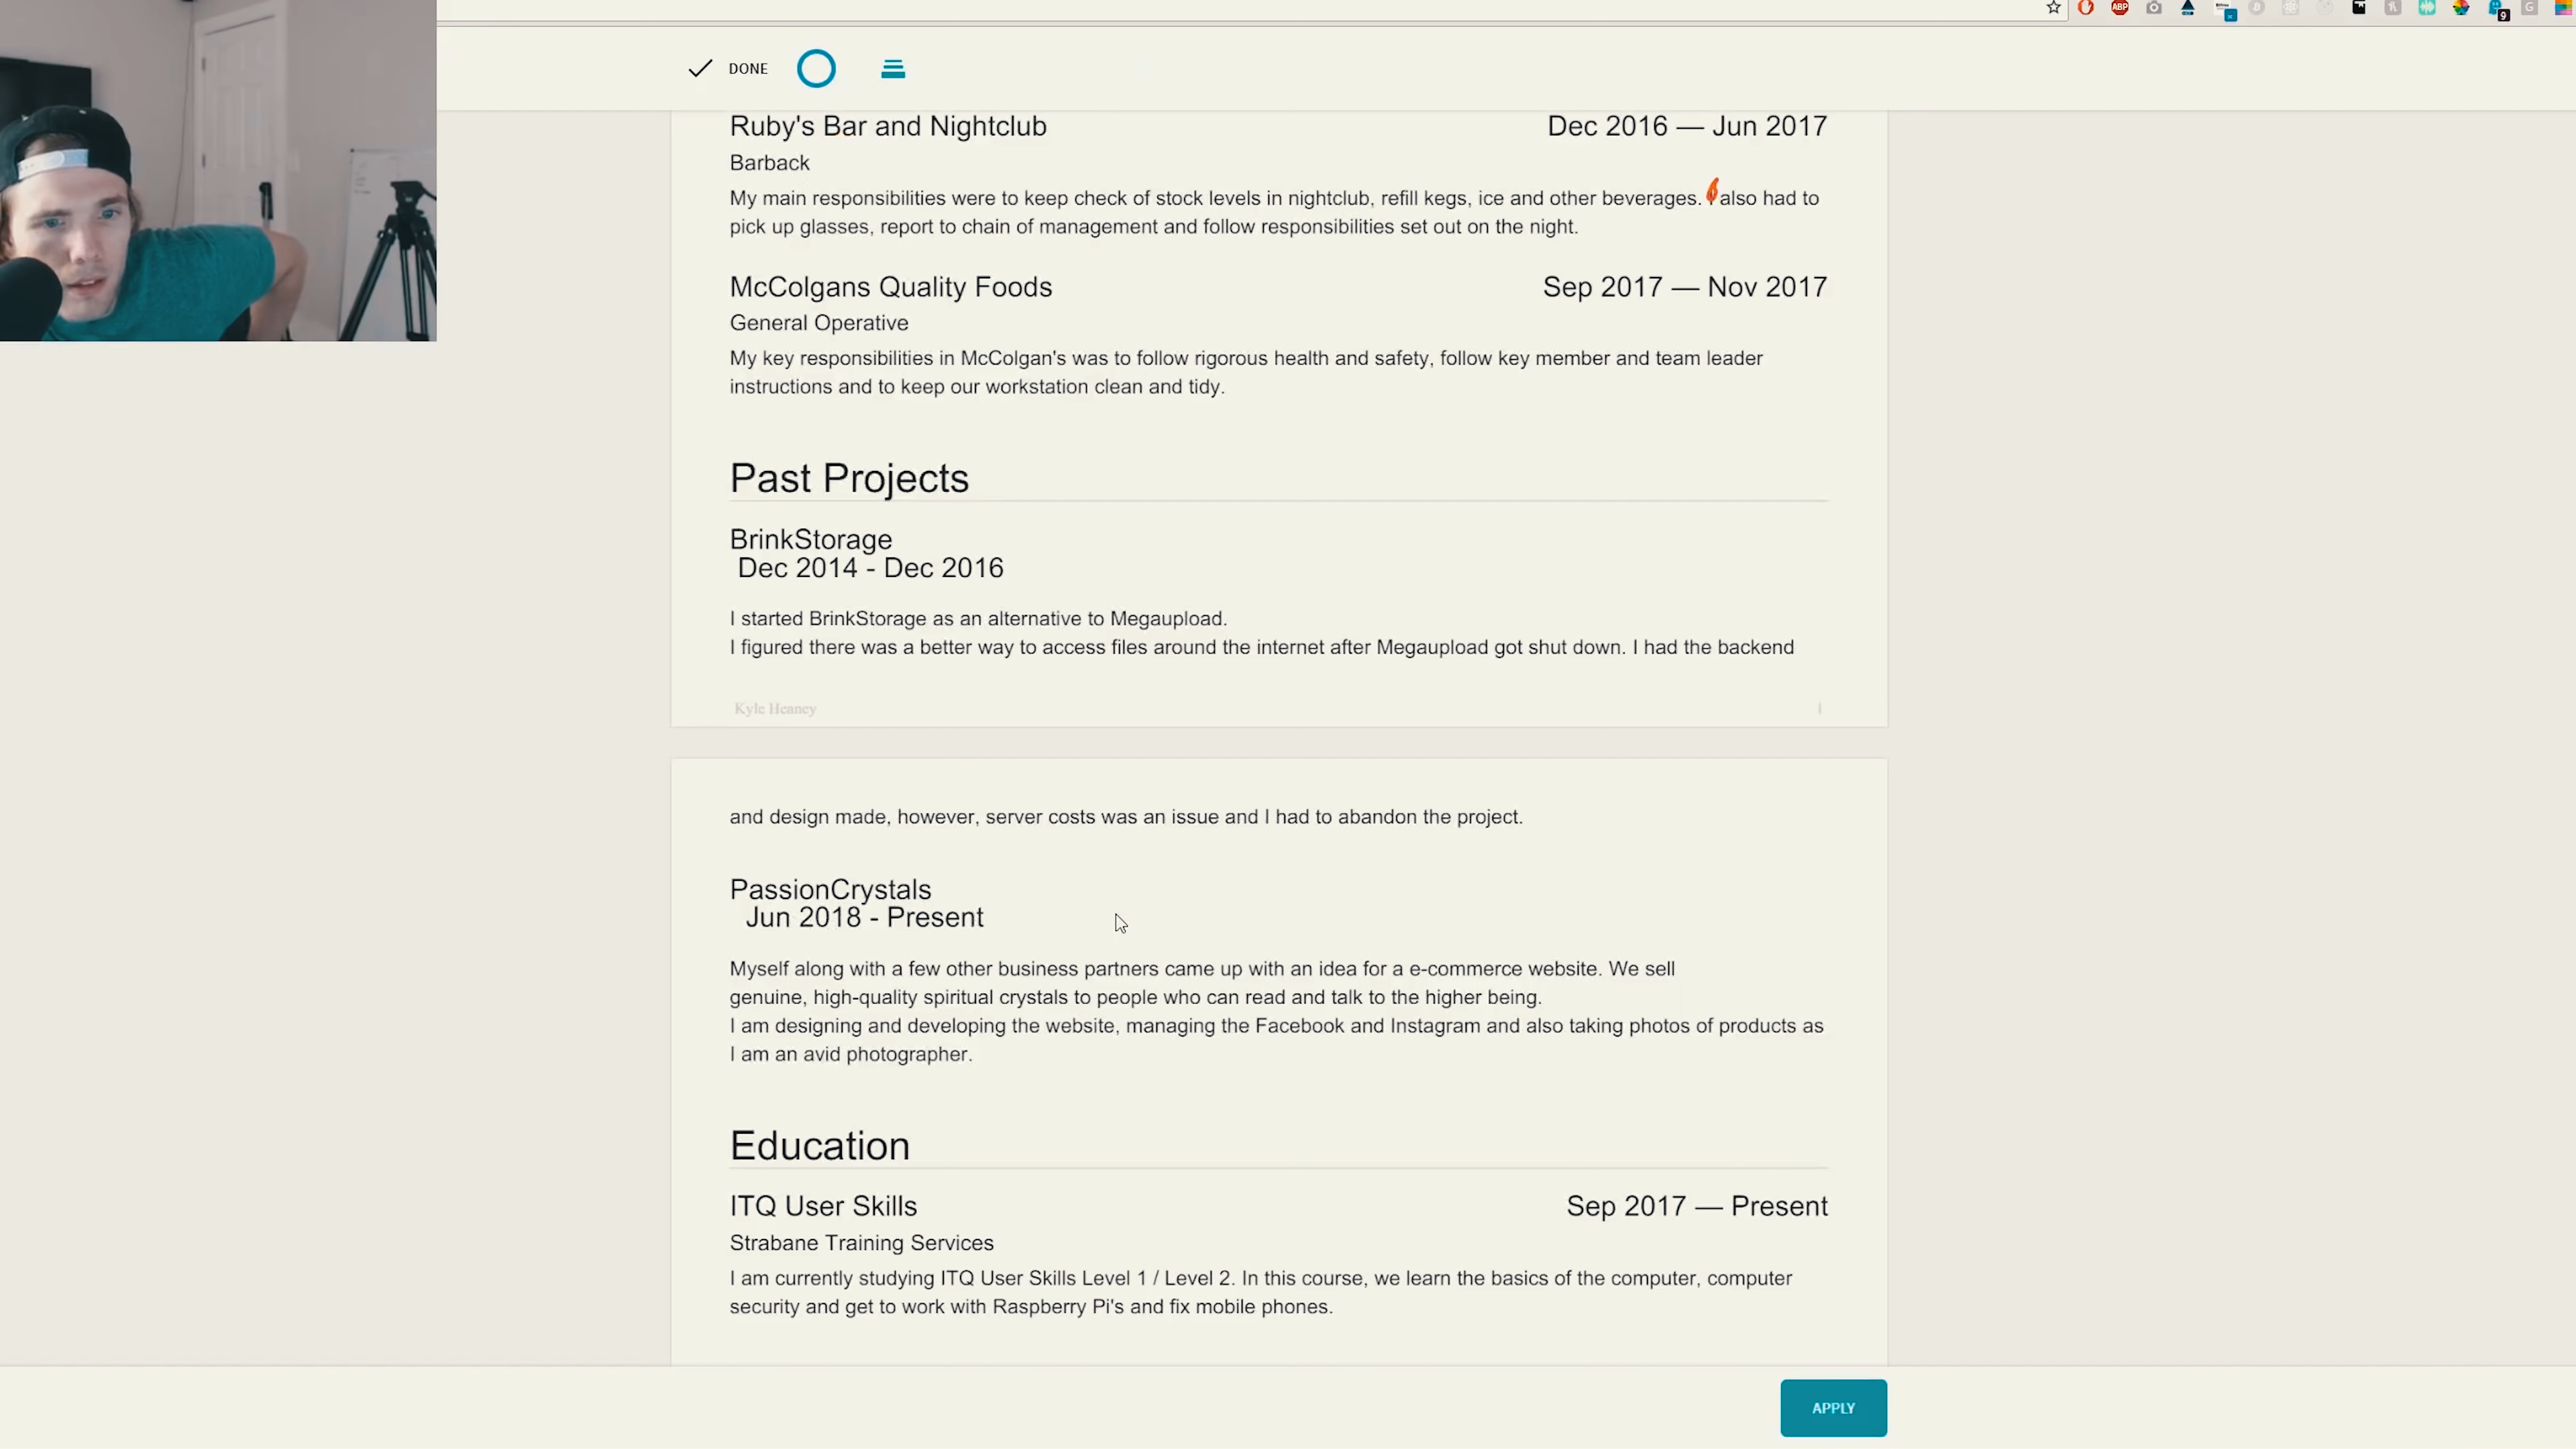 DONE
Ruby's Bar and Nightclub
Dec 2016 — Jun 2017
Barback
My main responsibilities were to keep check of stock levels in nightclub, refill kegs, ice and other beverages. I also had to
pick up glasses, report to chain of management and follow responsibilities set out on the night.
McColgans Quality Foods
Sep 2017 — Nov 2017
General Operative
My key responsibilities in McColgan's was to follow rigorous health and safety, follow key member and team leader
instructions and to keep our workstation clean and tidy.
Past Projects
BrinkStorage
Dec 2014 - Dec 2016
I started BrinkStorage as an alternative to Megaupload.
I figured there was a better way to access files around the internet after Megaupload got shut down. I had the backend
Kyle Heaney
1
and design made, however, server costs was an issue and I had to abandon the project.
PassionCrystals
Jun 2018 - Present
Myself along with a few other business partners came up with an idea for a e-commerce website. We sell
genuine, high-quality spiritual crystals to people who can read and talk to the higher being.
I am designing and developing the website, managing the Facebook and Instagram and also taking photos of products as
I am an avid photographer.
Education
ITQ User Skills
Sep 2017 — Present
Strabane Training Services
I am currently studying ITQ User Skills Level 1 / Level 2. In this course, we learn the basics of the computer, computer
security and get to work with Raspberry Pi's and fix mobile phones.
APPLY
ABP
9